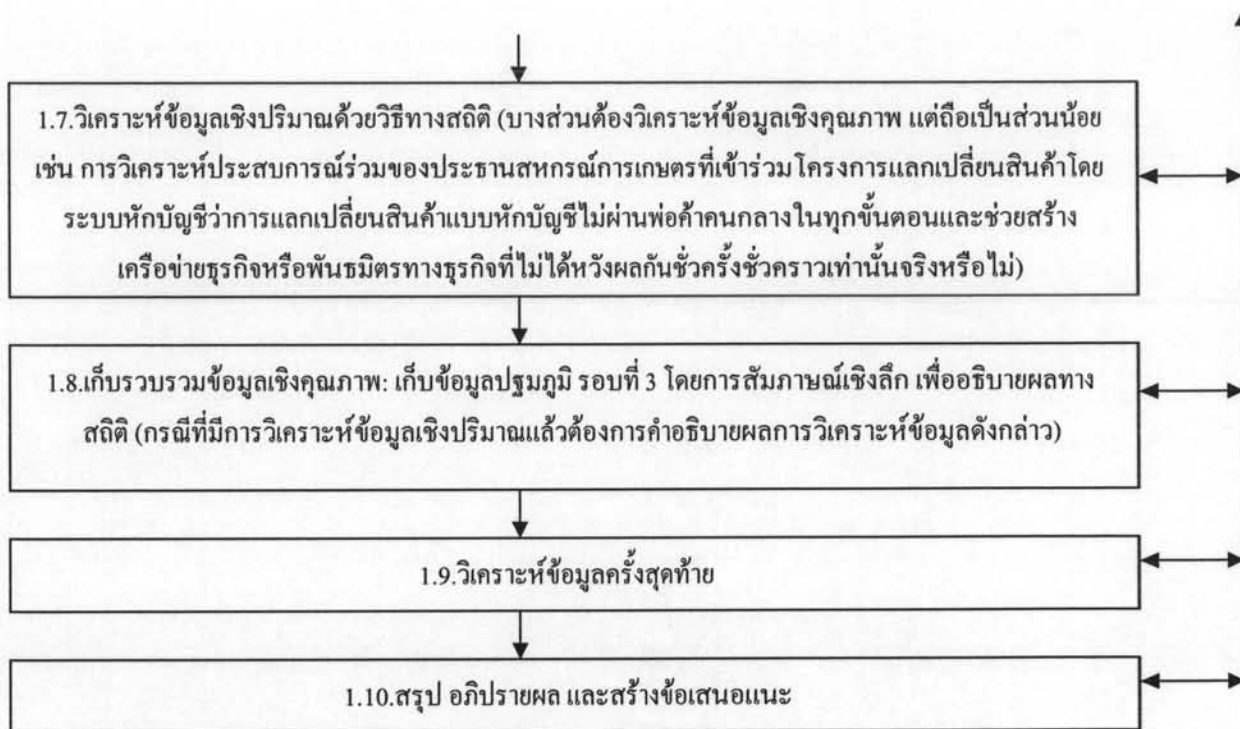 1.7.วิเคราะห์ข้อมูลเชิงปริมาณด้วยวิธีทางสถิติ (บางส่วนต้องวิเคราะห์ข้อมูลเชิงคุณภาพ แต่ถือเป็นส่วนน้อย
เช่น การวิเคราะห์ประสบการณ์ร่วมของประธานสหกรณ์การเกษตรที่เข้าร่วมโครงการแลกเปลี่ยนสินค้าโดย
ระบบหักบัญชีว่าการแลกเปลี่ยนสินค้าแบบหักบัญชีไม่ผ่านพ่อค้าคนกลางในทุกขั้นตอนและช่วยสร้าง
เครือข่ายธุรกิจหรือพันธมิตรทางธุรกิจที่ไม่ได้หวังผลกันชั่วครั้งชั่วคราวเท่านั้นจริงหรือไม่)
1.8.เก็บรวบรวมข้อมูลเชิงคุณภาพ: เก็บข้อมูลปฐมภูมิ รอบที่ 3 โดยการสัมภาษณ์เชิงลึก เพื่ออธิบายผลทาง
สถิติ (กรณีที่มีการวิเคราะห์ข้อมูลเชิงปริมาณแล้วต้องการคำอธิบายผลการวิเคราะห์ข้อมูลดังกล่าว)
1.9.วิเคราะห์ข้อมูลครั้งสุดท้าย
1.10.สรุป อภิปรายผล และสร้างข้อเสนอแนะ